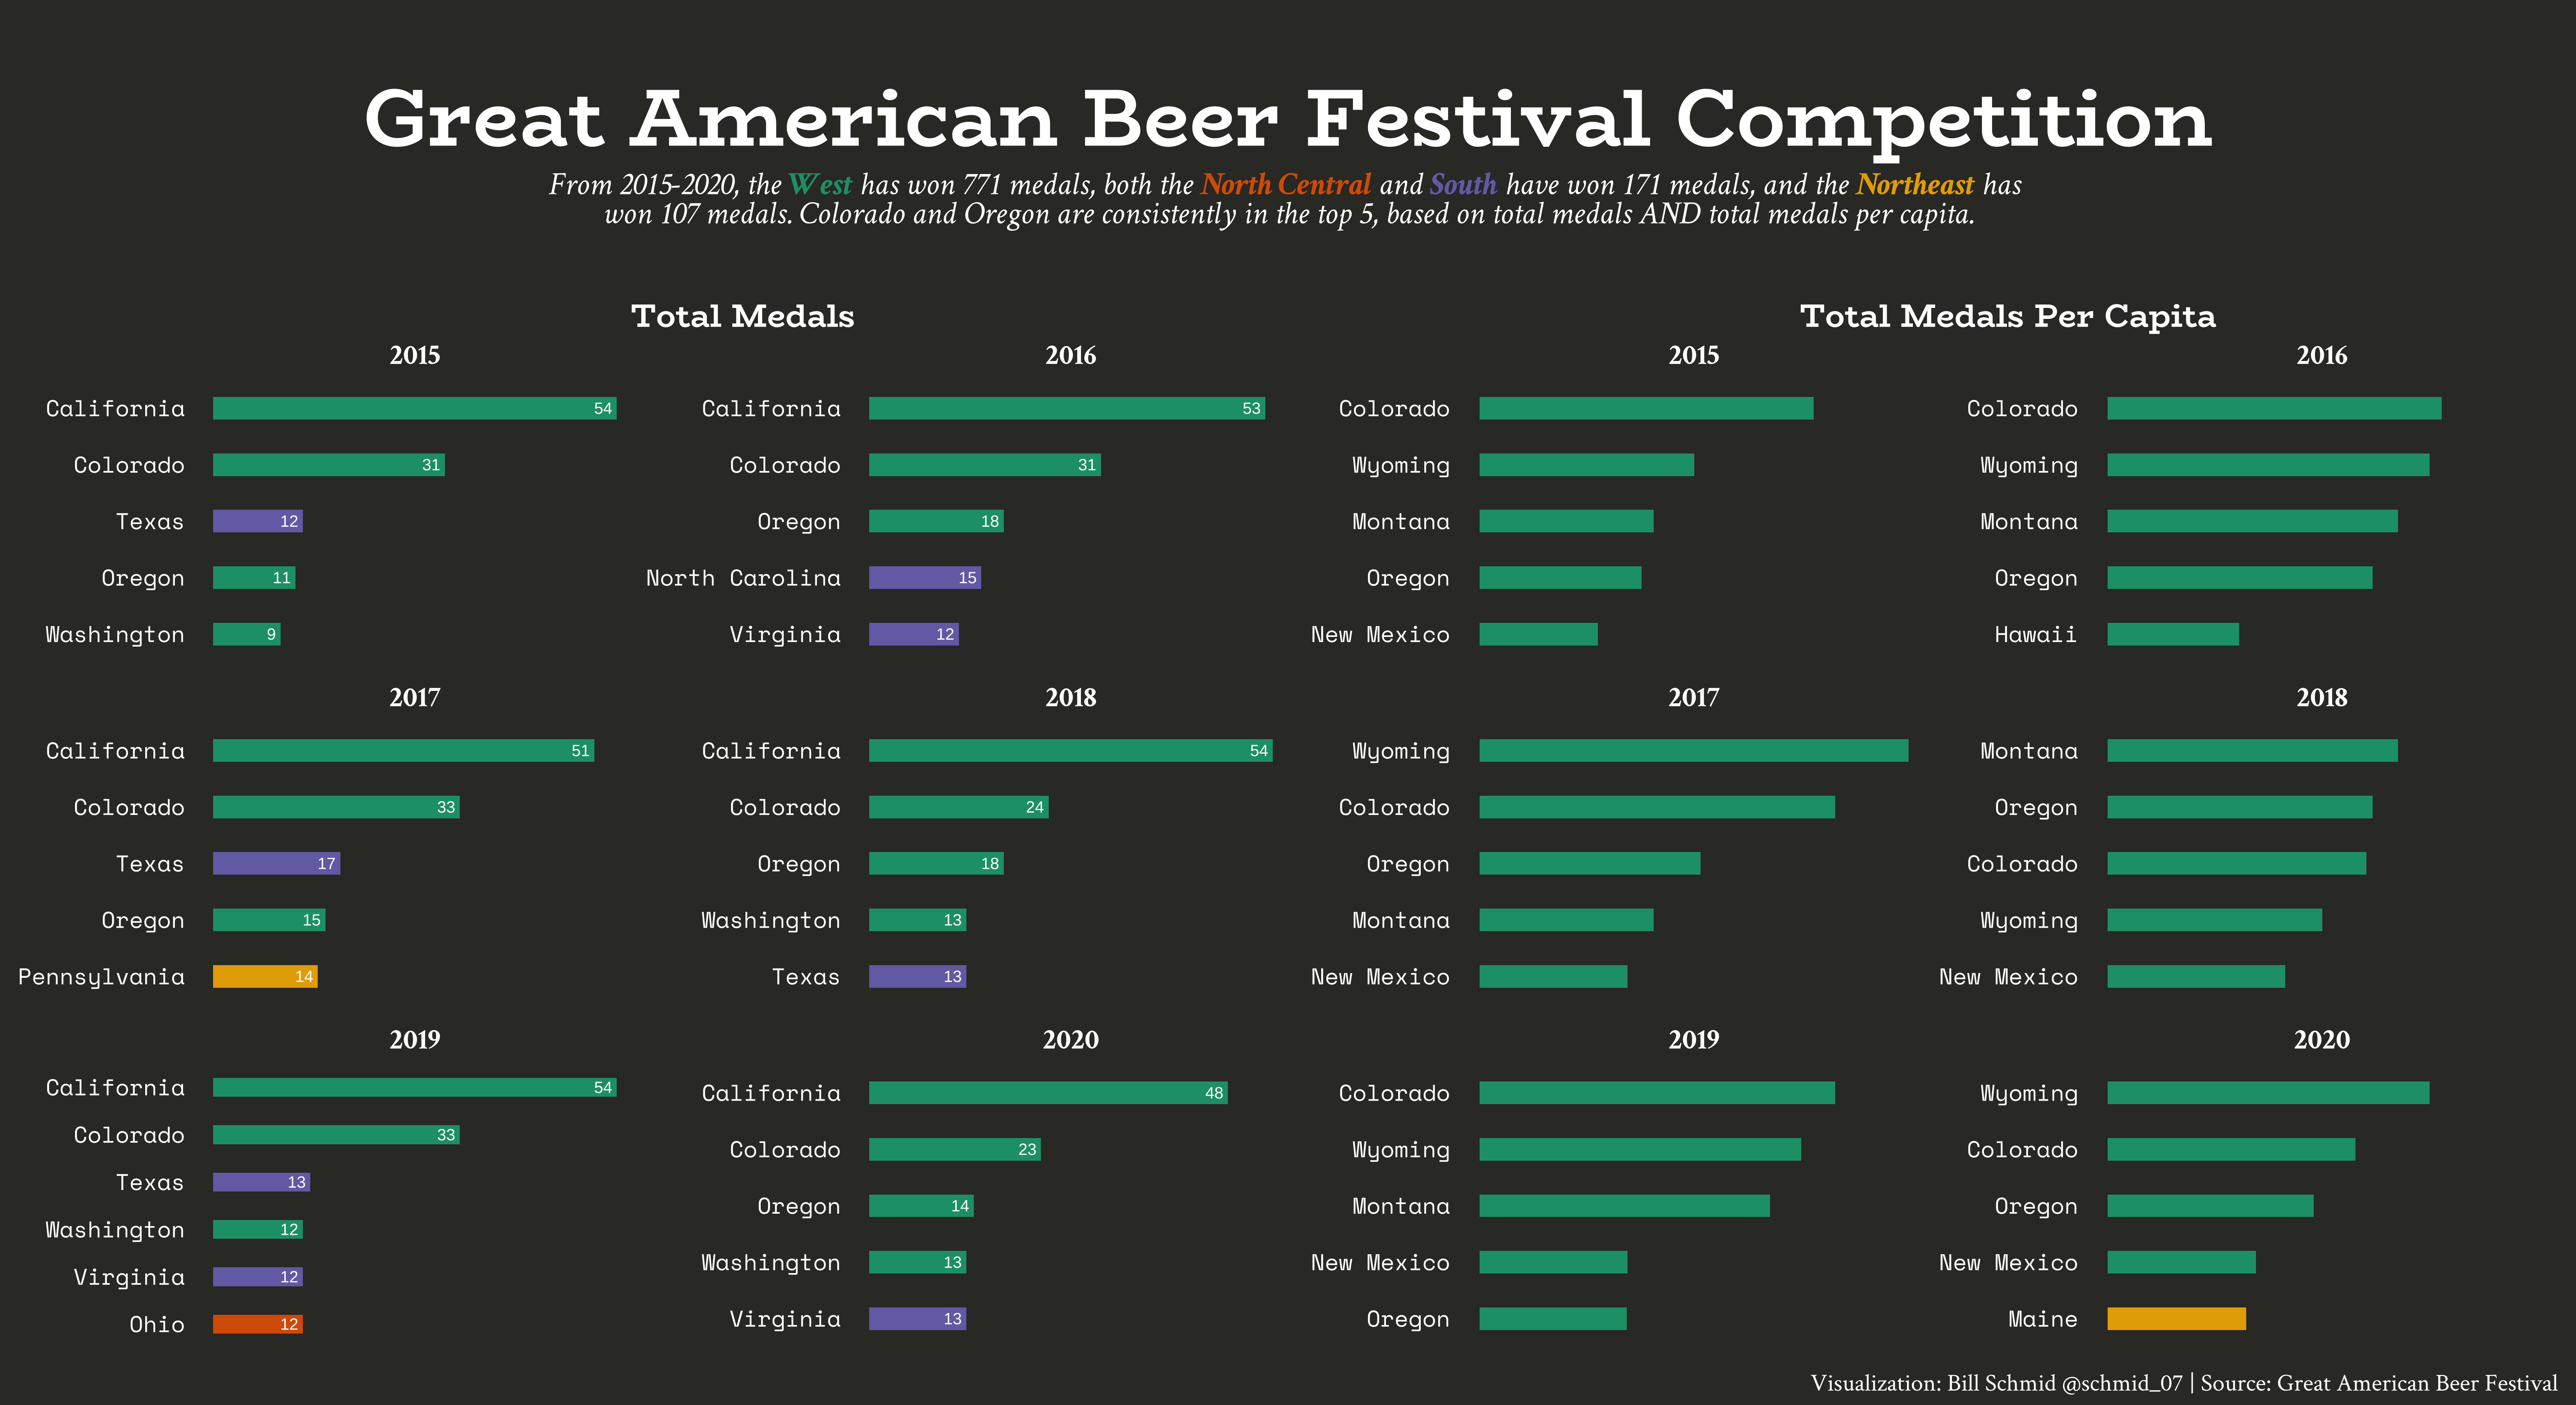 Great American Beer Festival Competition
From 2015-2020, the West has won 771 medals, both the North Central and South have won 171 medals, and the Northeast has
won 107 medals. Colorado and Oregon are consistently in the top 5, based on total medals AND total medals per capita.
Total Medals
2015
California 54
Colorado 31
Texas 12
Oregon 11
Washington 9
2016
California 53
Colorado 31
Oregon 18
North Carolina 15
Virginia 12
2017
California 51
Colorado 33
Texas 17
Oregon 15
Pennsylvania 14
2018
California 54
Colorado 24
Oregon 18
Washington 13
Texas 13
2019
California 54
Colorado 33
Texas 13
Washington 12
Virginia 12
Ohio 12
2020
California 48
Colorado 23
Oregon 14
Washington 13
Virginia 13
Total Medals Per Capita
2015
Colorado
Wyoming
Montana
Oregon
New Mexico
2016
Colorado
Wyoming
Montana
Oregon
Hawaii
2017
Wyoming
Colorado
Oregon
Montana
New Mexico
2018
Montana
Oregon
Colorado
Wyoming
New Mexico
2019
Colorado
Wyoming
Montana
New Mexico
Oregon
2020
Wyoming
Colorado
Oregon
New Mexico
Maine
Visualization: Bill Schmid @schmid_07 | Source: Great American Beer Festival